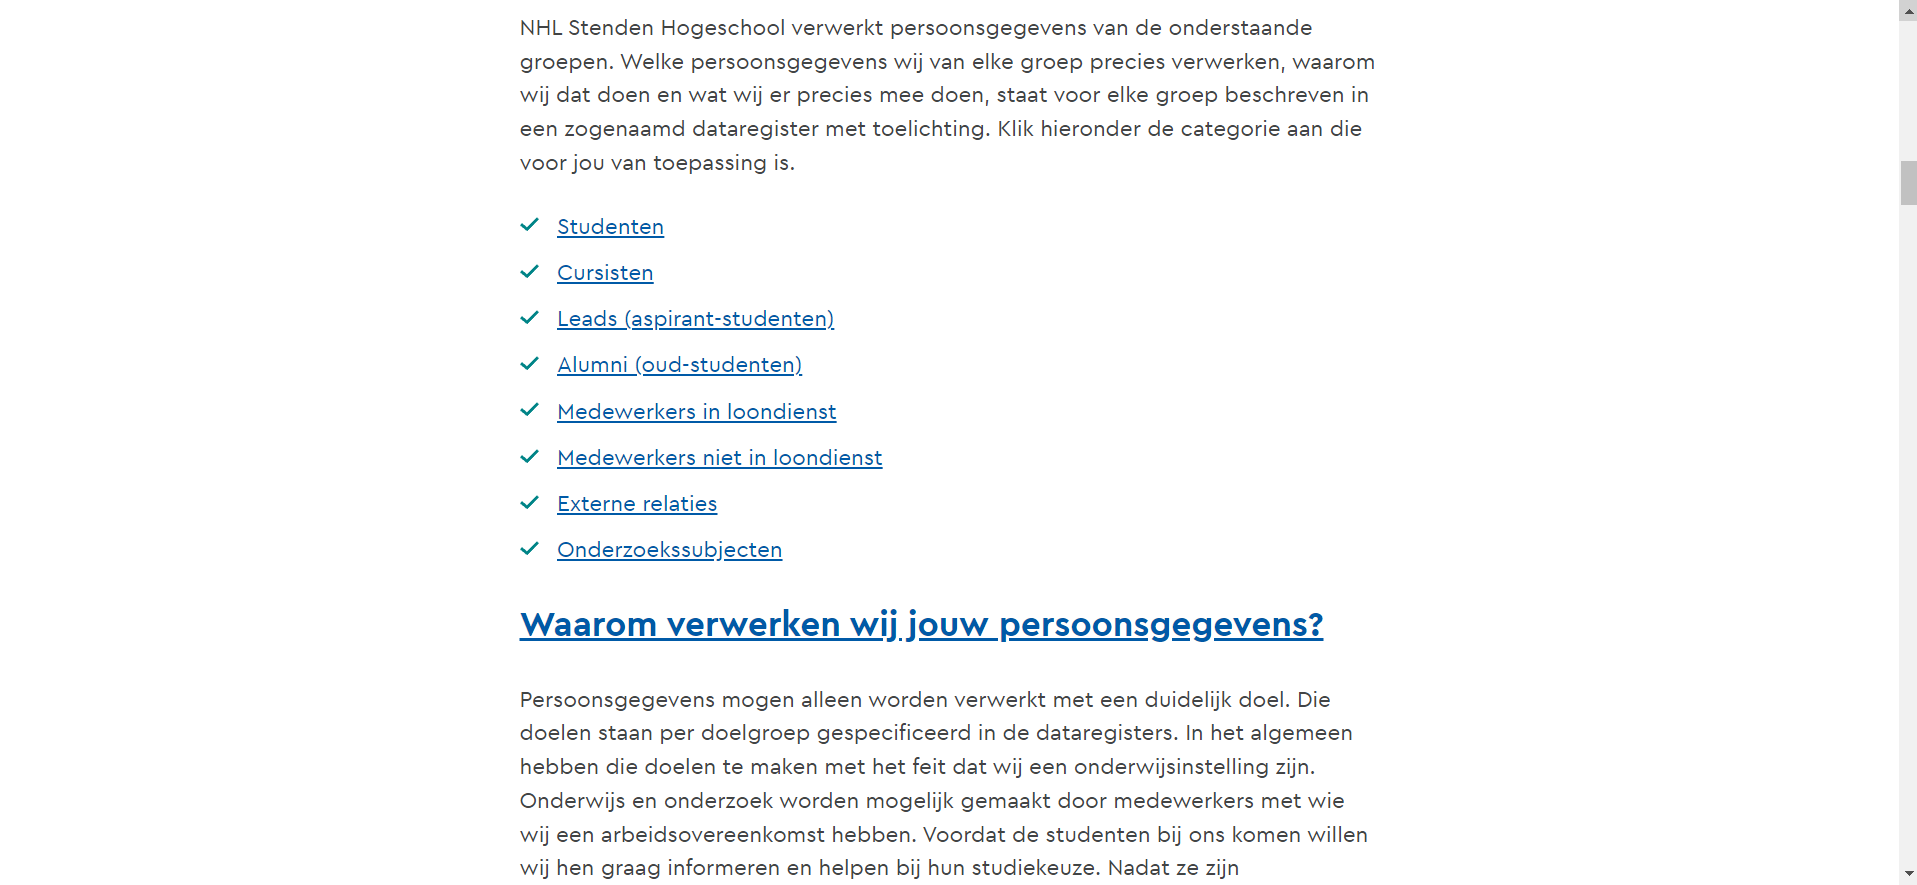 NHL Stenden Hogeschool verwerkt persoonsgegevens van de onderstaande
groepen. Welke persoonsgegevens wij van elke groep precies verwerken, waarom
wij dat doen en wat wij er precies mee doen, staat voor elke groep beschreven in
een zogenaamd dataregister met toelichting. Klik hieronder de categorie aan die
voor jou van toepassing is.
Studenten
Cursisten
Leads (aspirant-studenten)
Alumni (oud-studenten)
Medewerkers in loondienst
Medewerkers niet in loondienst
Externe relaties
Onderzoekssubjecten
Waarom verwerken wij jouw persoonsgegevens?
Persoonsgegevens mogen alleen worden verwerkt met een duidelijk doel. Die
doelen staan per doelgroep gespecificeerd in de dataregisters. In het algemeen
hebben die doelen te maken met het feit dat wij een onderwijsinstelling zijn.
Onderwijs en onderzoek worden mogelijk gemaakt door medewerkers met wie
wij een arbeidsovereenkomst hebben. Voordat de studenten bij ons komen willen
wij hen graag informeren en helpen bij hun studiekeuze. Nadat ze zijn